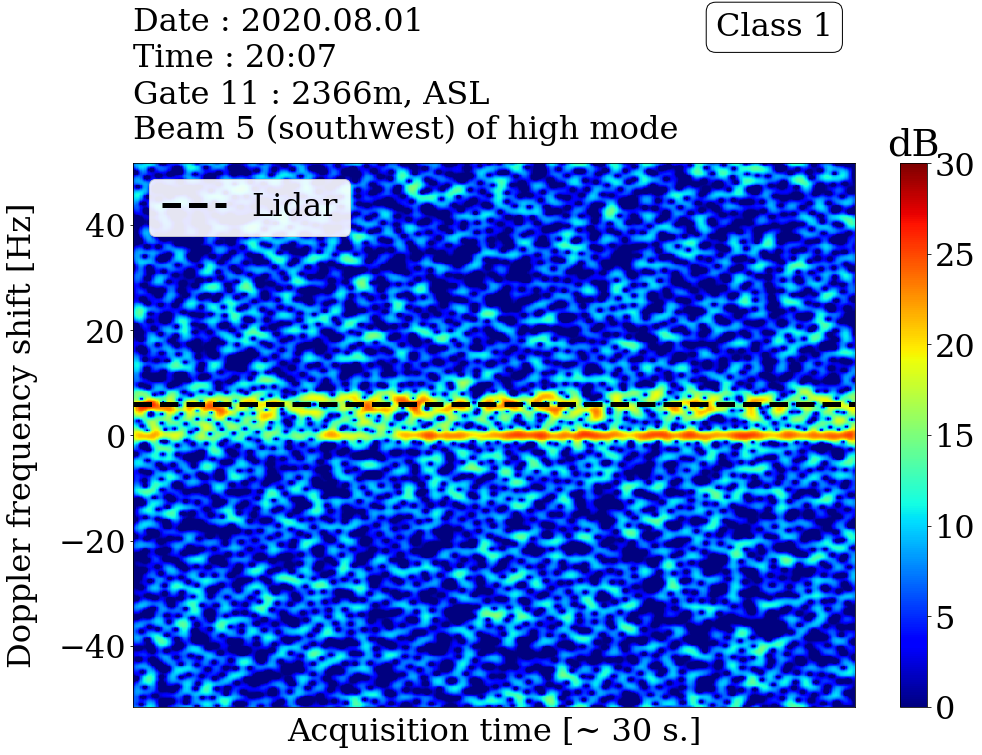 Date : 2020.08.01
Time : 20:07
Gate 11 : 2366m, ASL
Beam 5 (southwest) of high mode
Class 1
dB
Lidar
Doppler frequency shift [Hz]
40
20
0
−20
−40
30
25
20
15
10
5
0
Acquisition time [~ 30 s.]